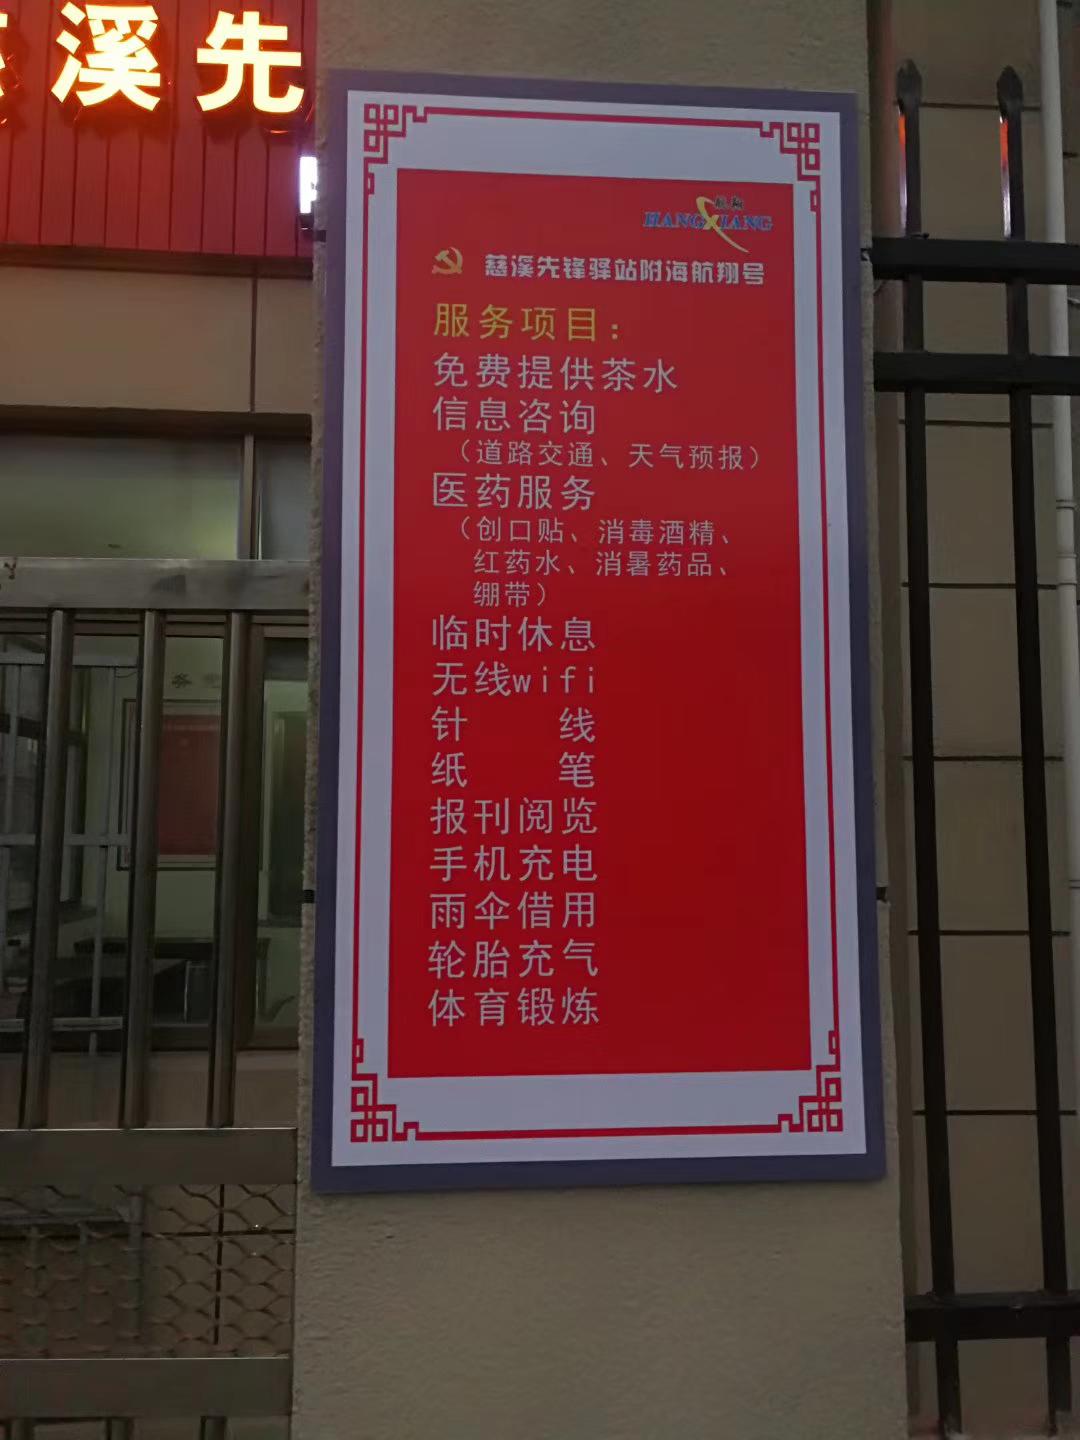 溪先
航翔
HANGXIANG
慈溪先锋驿站附海航翔号
服务项目：
免费提供茶水
信息咨询
（道路交通、天气预报）
医药服务
（创口贴、消毒酒精、
红药水、消暑药品、
绷带）
临时休息
无线wifi
针 线
纸 笔
报刊阅览
手机充电
雨伞借用
轮胎充气
体育锻炼